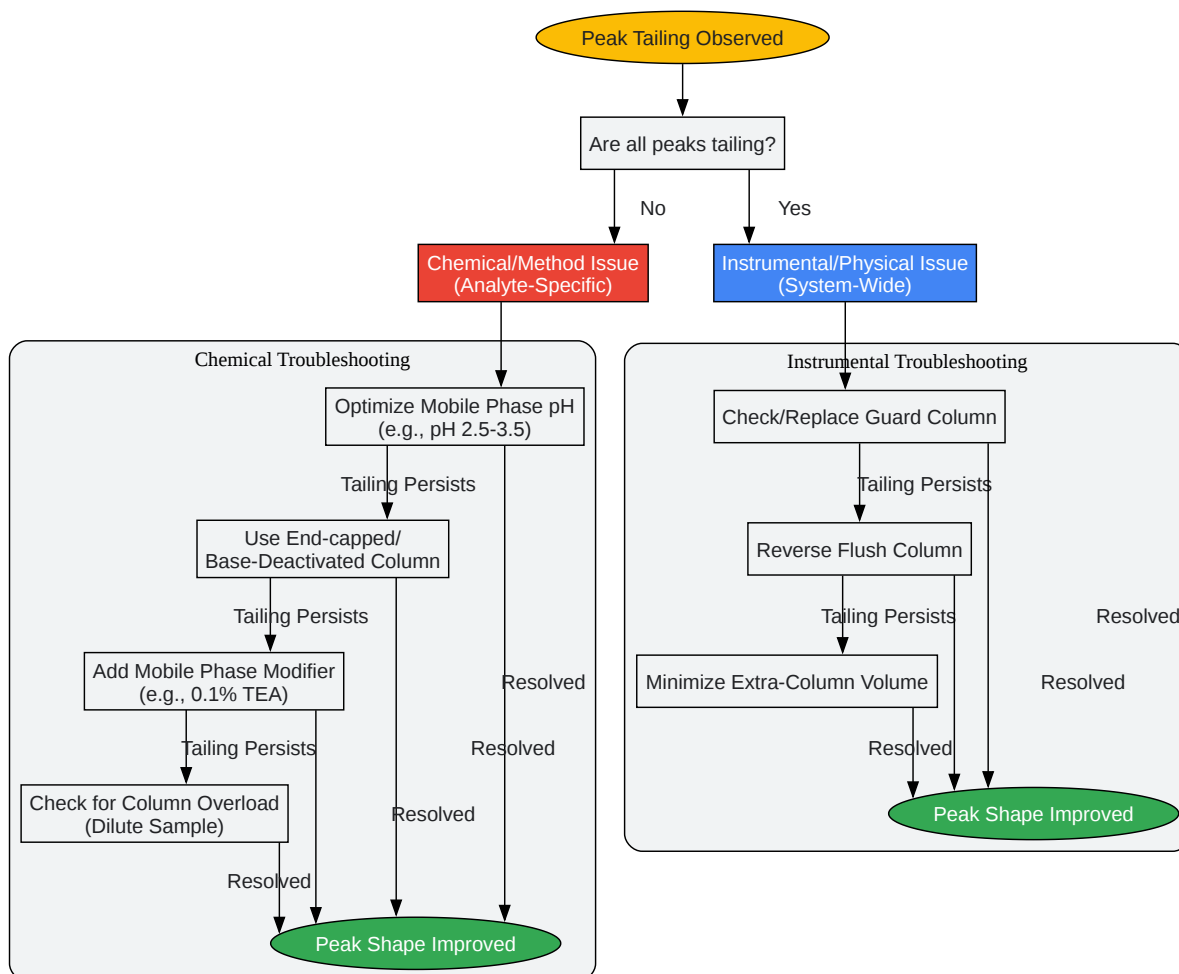 Peak Tailing Observed
Are all peaks tailing?
No
Yes
Chemical/Method Issue
(Analyte-Specific)
Instrumental/Physical Issue
(System-Wide)
Chemical Troubleshooting
Optimize Mobile Phase pH
(e.g., pH 2.5-3.5)
Tailing Persists
Use End-capped/
Base-Deactivated Column
Tailing Persists
Add Mobile Phase Modifier
(e.g., 0.1% TEA)
Resolved
Tailing Persists
Resolved
Check for Column Overload
(Dilute Sample)
Resolved
Resolved
Peak Shape Improved
Instrumental Troubleshooting
Check/Replace Guard Column
Tailing Persists
Reverse Flush Column
Tailing Persists
Resolved
Minimize Extra-Column Volume
Resolved
Resolved
Peak Shape Improved